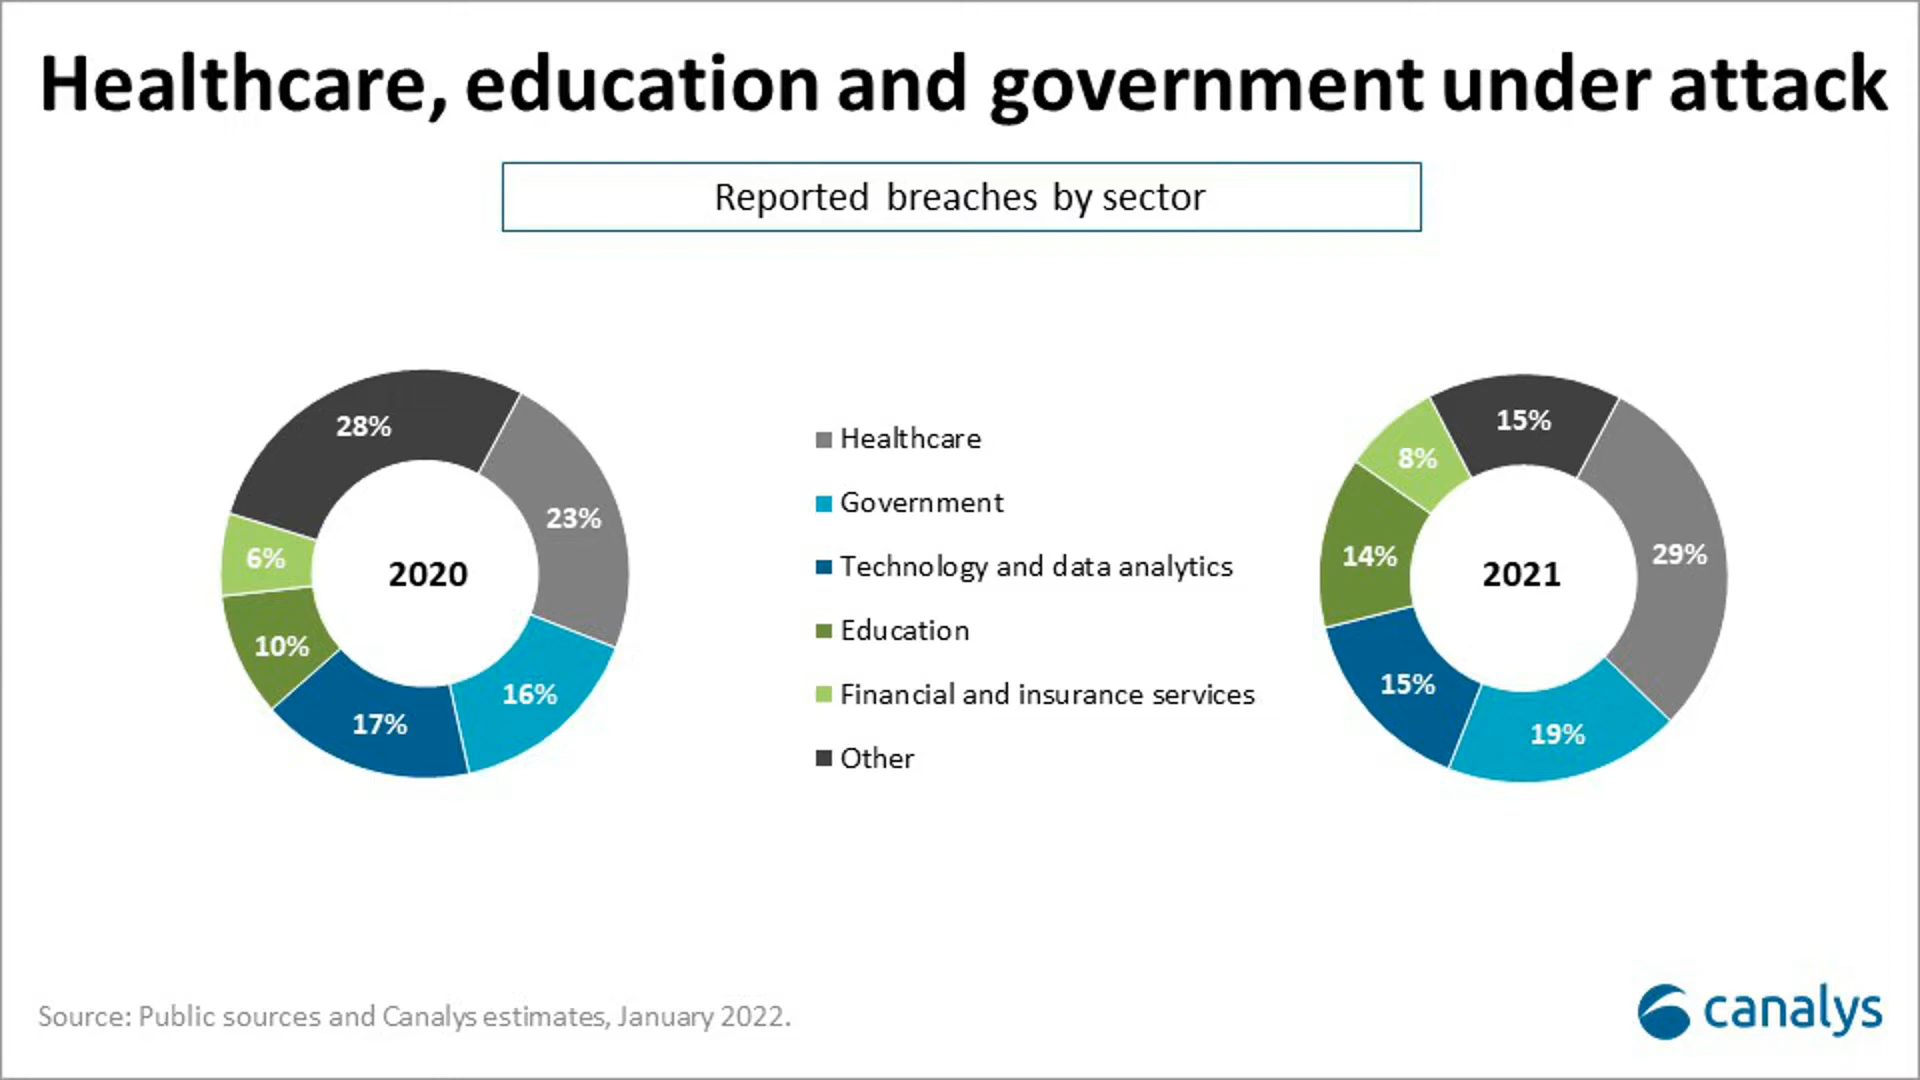 Healthcare, education and government under attack
Reported breaches by sector
28%
23%
6%
2020
10%
16%
17%
Healthcare
Government
Technology and data analytics
Education
Financial and insurance services
Other
15%
8%
29%
14%
2021
15%
19%
Source: Public sources and Canalys estimates, January 2022.
canalys